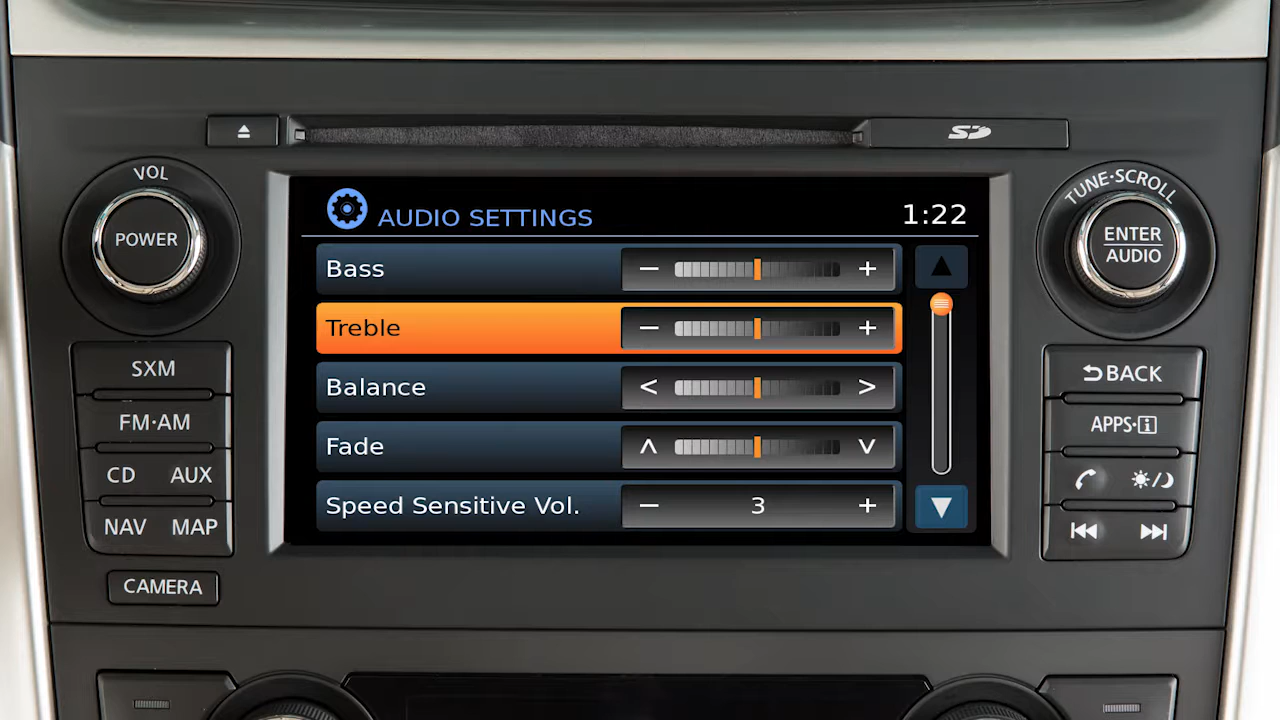 SD
VOL
POWER
TUNE·SCROLL
ENTER
AUDIO
AUDIO SETTINGS
1:22
Bass
− +
Treble
− +
Balance
< >
Fade
Speed Sensitive Vol.
− 3 +
SXM
FM·AM
CD AUX
NAV MAP
CAMERA
BACK
APPS·i